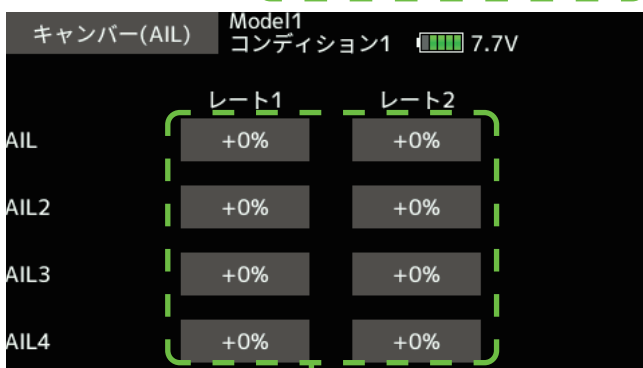 キャンバー(AIL)
Model1
コンディション1 7.7V
レート1 レート2
AIL +0% +0%
AIL2 +0% +0%
AIL3 +0% +0%
AIL4 +0% +0%